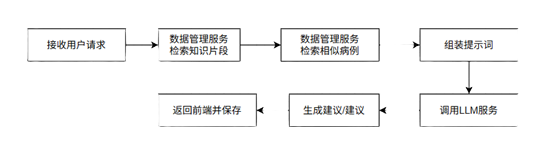 接收用户请求
数据管理服务
检索知识片段
数据管理服务
检索相似病例
组装提示词
调用LLM服务
生成建议/建议
返回前端并保存